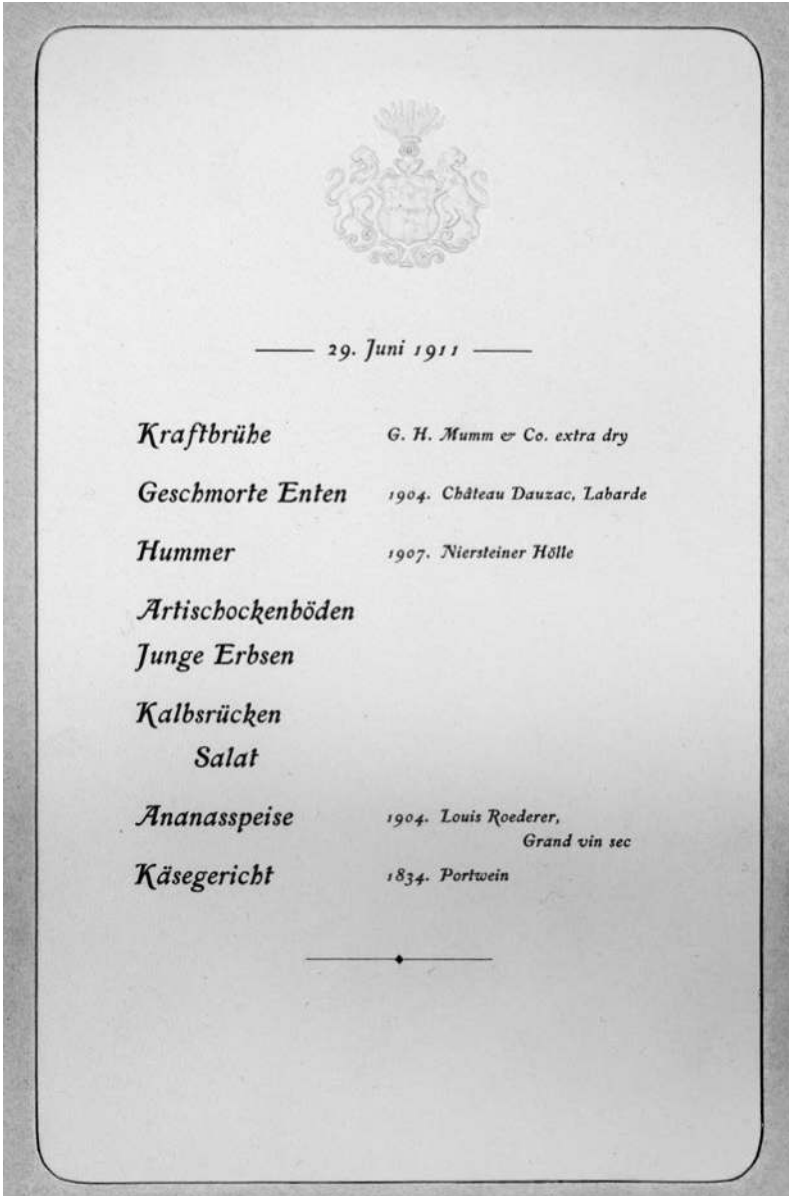 29. Juni 1911
Kraftbrühe G. H. Mumm & Co. extra dry
Geschmorte Enten 1904. Château Dauzac, Labarde
Hummer 1907. Niersteiner Hölle
Artischockenböden
Junge Erbsen
Kalbsrücken
Salat
Ananasspeise 1904. Louis Roederer,
Grand vin sec
Käsegericht 1834. Portwein